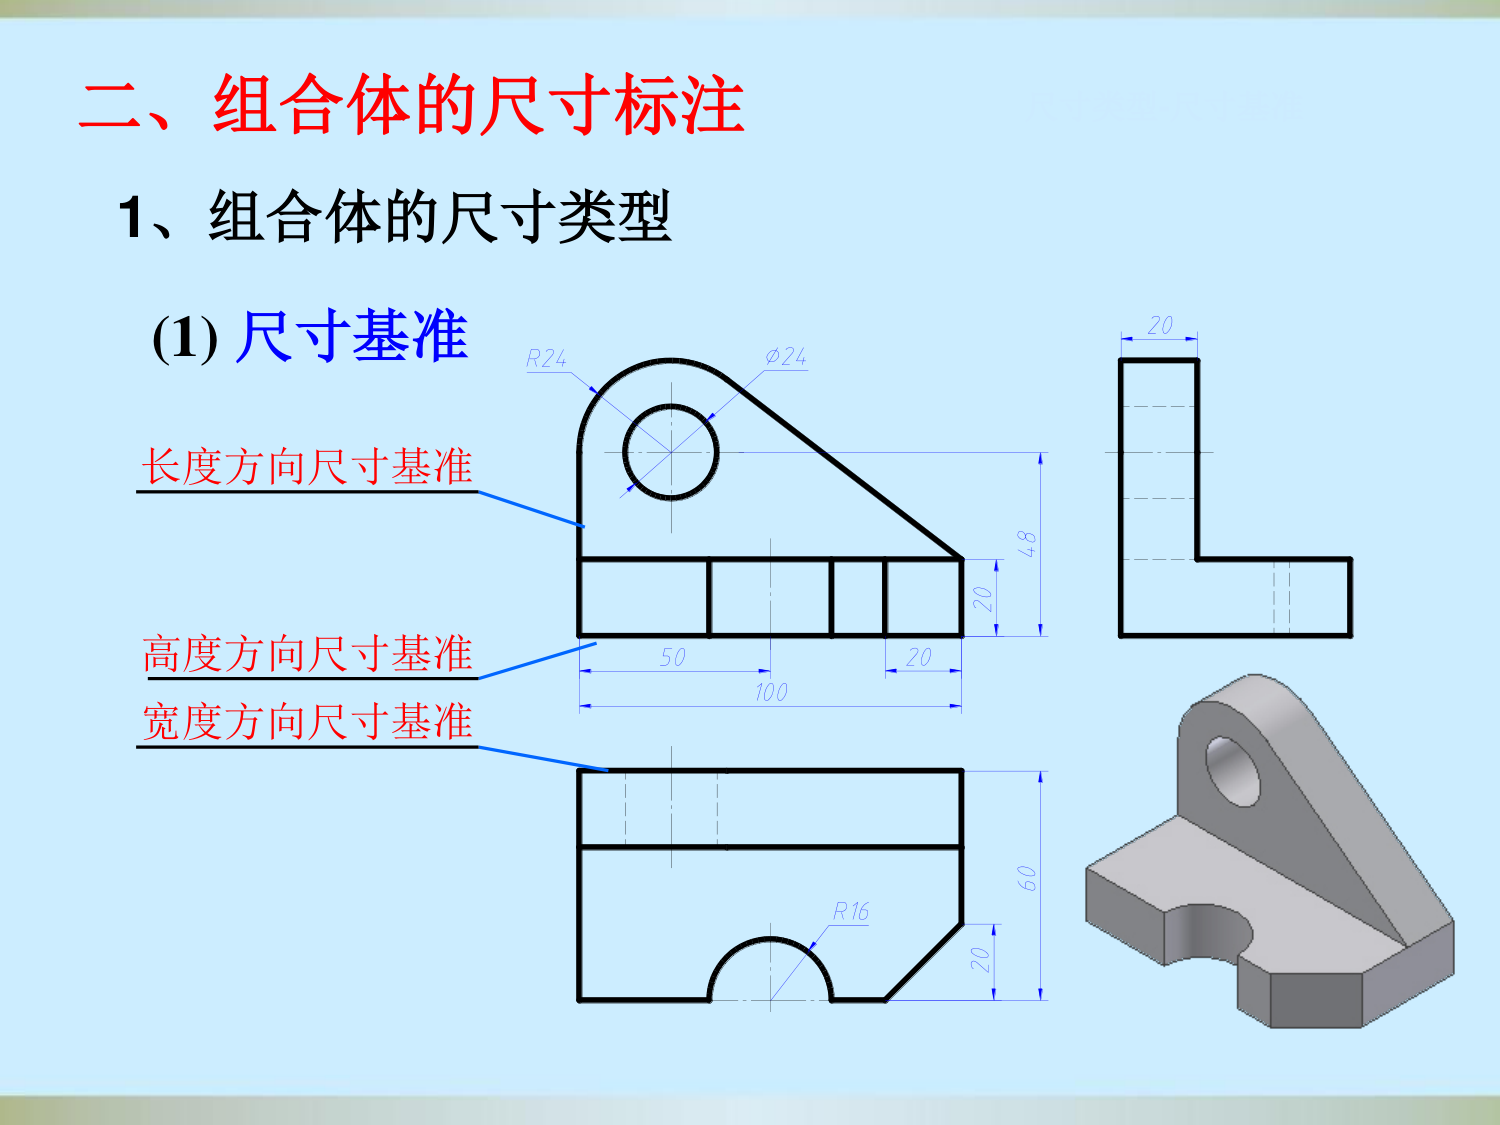 二、组合体的尺寸标注
1、组合体的尺寸类型
(1) 尺寸基准
长度方向尺寸基准
高度方向尺寸基准
宽度方向尺寸基准
R24
⌀24
48
20
50
20
100
20
R16
60
20